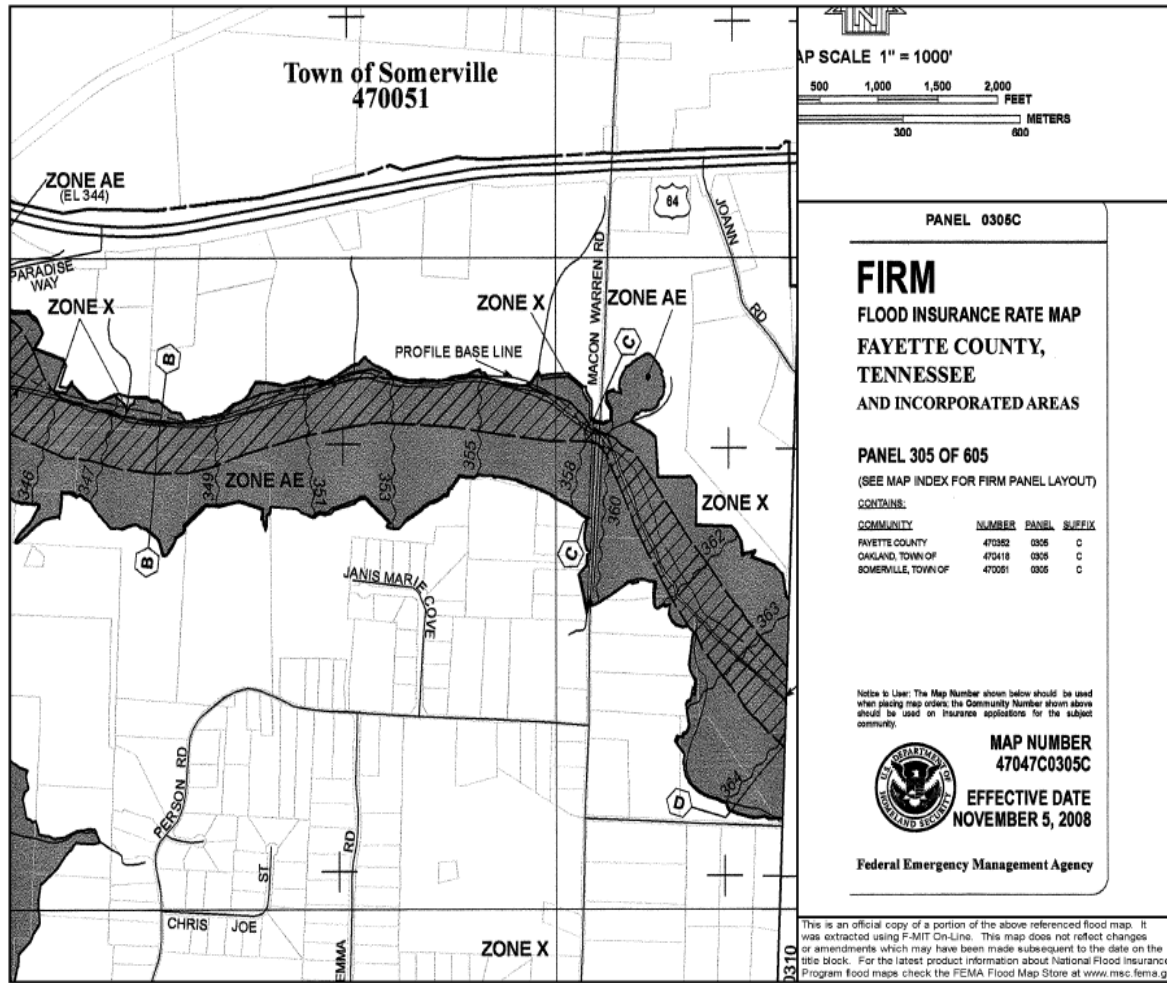 Town of Somerville
470051
ZONE AE
(EL 344)
64
JOANN
RD
PARADISE
WAY
ZONE X
ZONE X
ZONE AE
MACON WARREN RD
PROFILE BASE LINE
B
C
346
347
349
ZONE AE
351
353
355
358
360
ZONE X
362
363
364
B
C
D
JANIS MARIE COVE
PERSON RD
RD
ST
CHRIS JOE
EMMA
ZONE X
0310
N
AP SCALE 1" = 1000'
500 1,000 1,500 2,000
FEET
METERS
300 600
PANEL 0305C
FIRM
FLOOD INSURANCE RATE MAP
FAYETTE COUNTY,
TENNESSEE
AND INCORPORATED AREAS
PANEL 305 OF 605
(SEE MAP INDEX FOR FIRM PANEL LAYOUT)
CONTAINS:
COMMUNITY NUMBER PANEL SUFFIX
FAYETTE COUNTY 470352 0305 C
OAKLAND, TOWN OF 470418 0305 C
SOMERVILLE, TOWN OF 470051 0305 C
Notice to User: The Map Number shown below should be used
when placing map orders; the Community Number shown above
should be used on insurance applications for the subject
community.
U.S. DEPARTMENT OF
HOMELAND SECURITY
MAP NUMBER
47047C0305C
EFFECTIVE DATE
NOVEMBER 5, 2008
Federal Emergency Management Agency
This is an official copy of a portion of the above referenced flood map. It
was extracted using F-MIT On-Line. This map does not reflect changes
or amendments which may have been made subsequent to the date on the
title block. For the latest product information about National Flood Insurance
Program flood maps check the FEMA Flood Map Store at www.msc.fema.g